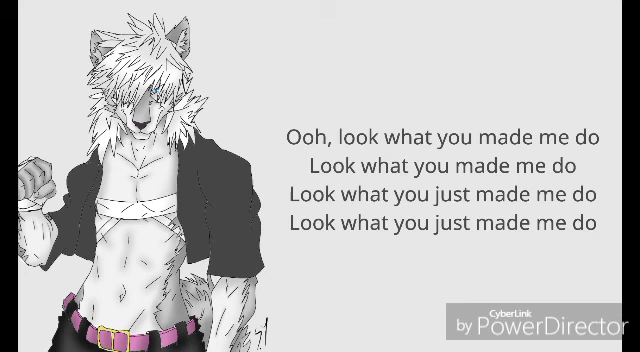 Ooh, look what you made me do
Look what you made me do
Look what you just made me do
Look what you just made me do
CyberLink
by PowerDirector